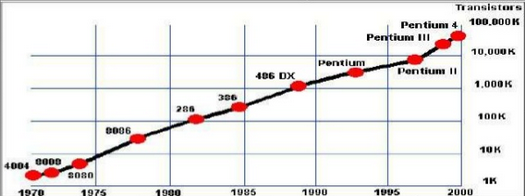 Transistors
Pentium 4
100,000K
Pentium III
10,000K
Pentium
Pentium II
486 DX
1,000K
386
286
100K
8086
10K
4004
8008
8080
1K
1970
1975
1980
1985
1990
1995
2000